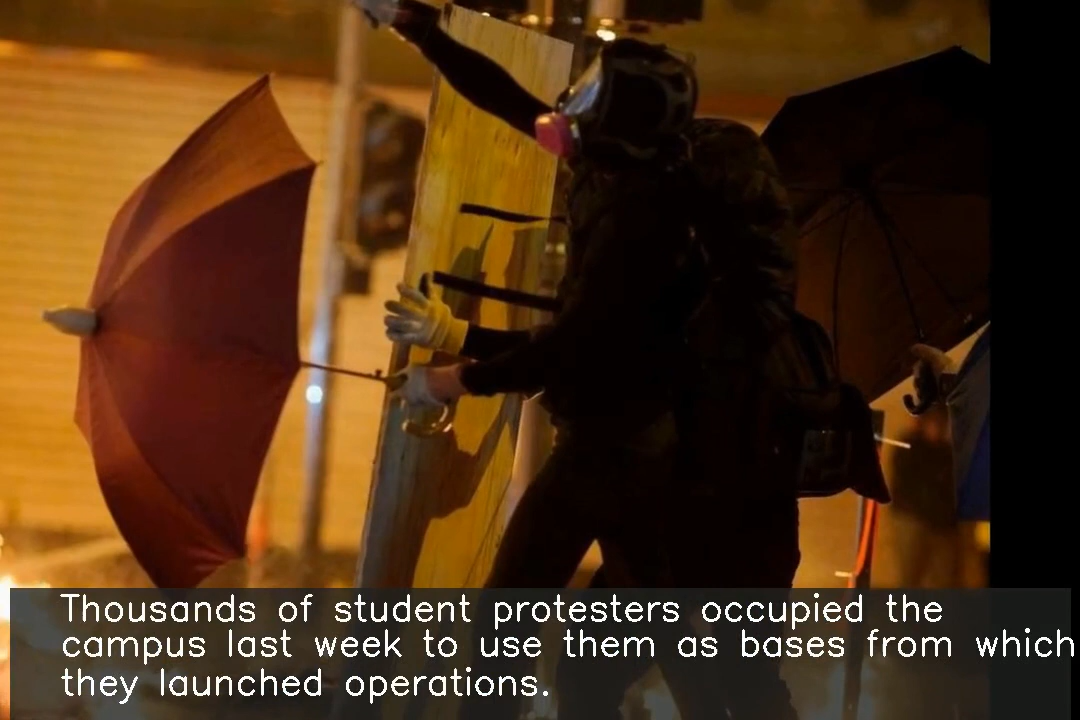 Thousands of student protesters occupied the
campus last week to use them as bases from which
they launched operations.